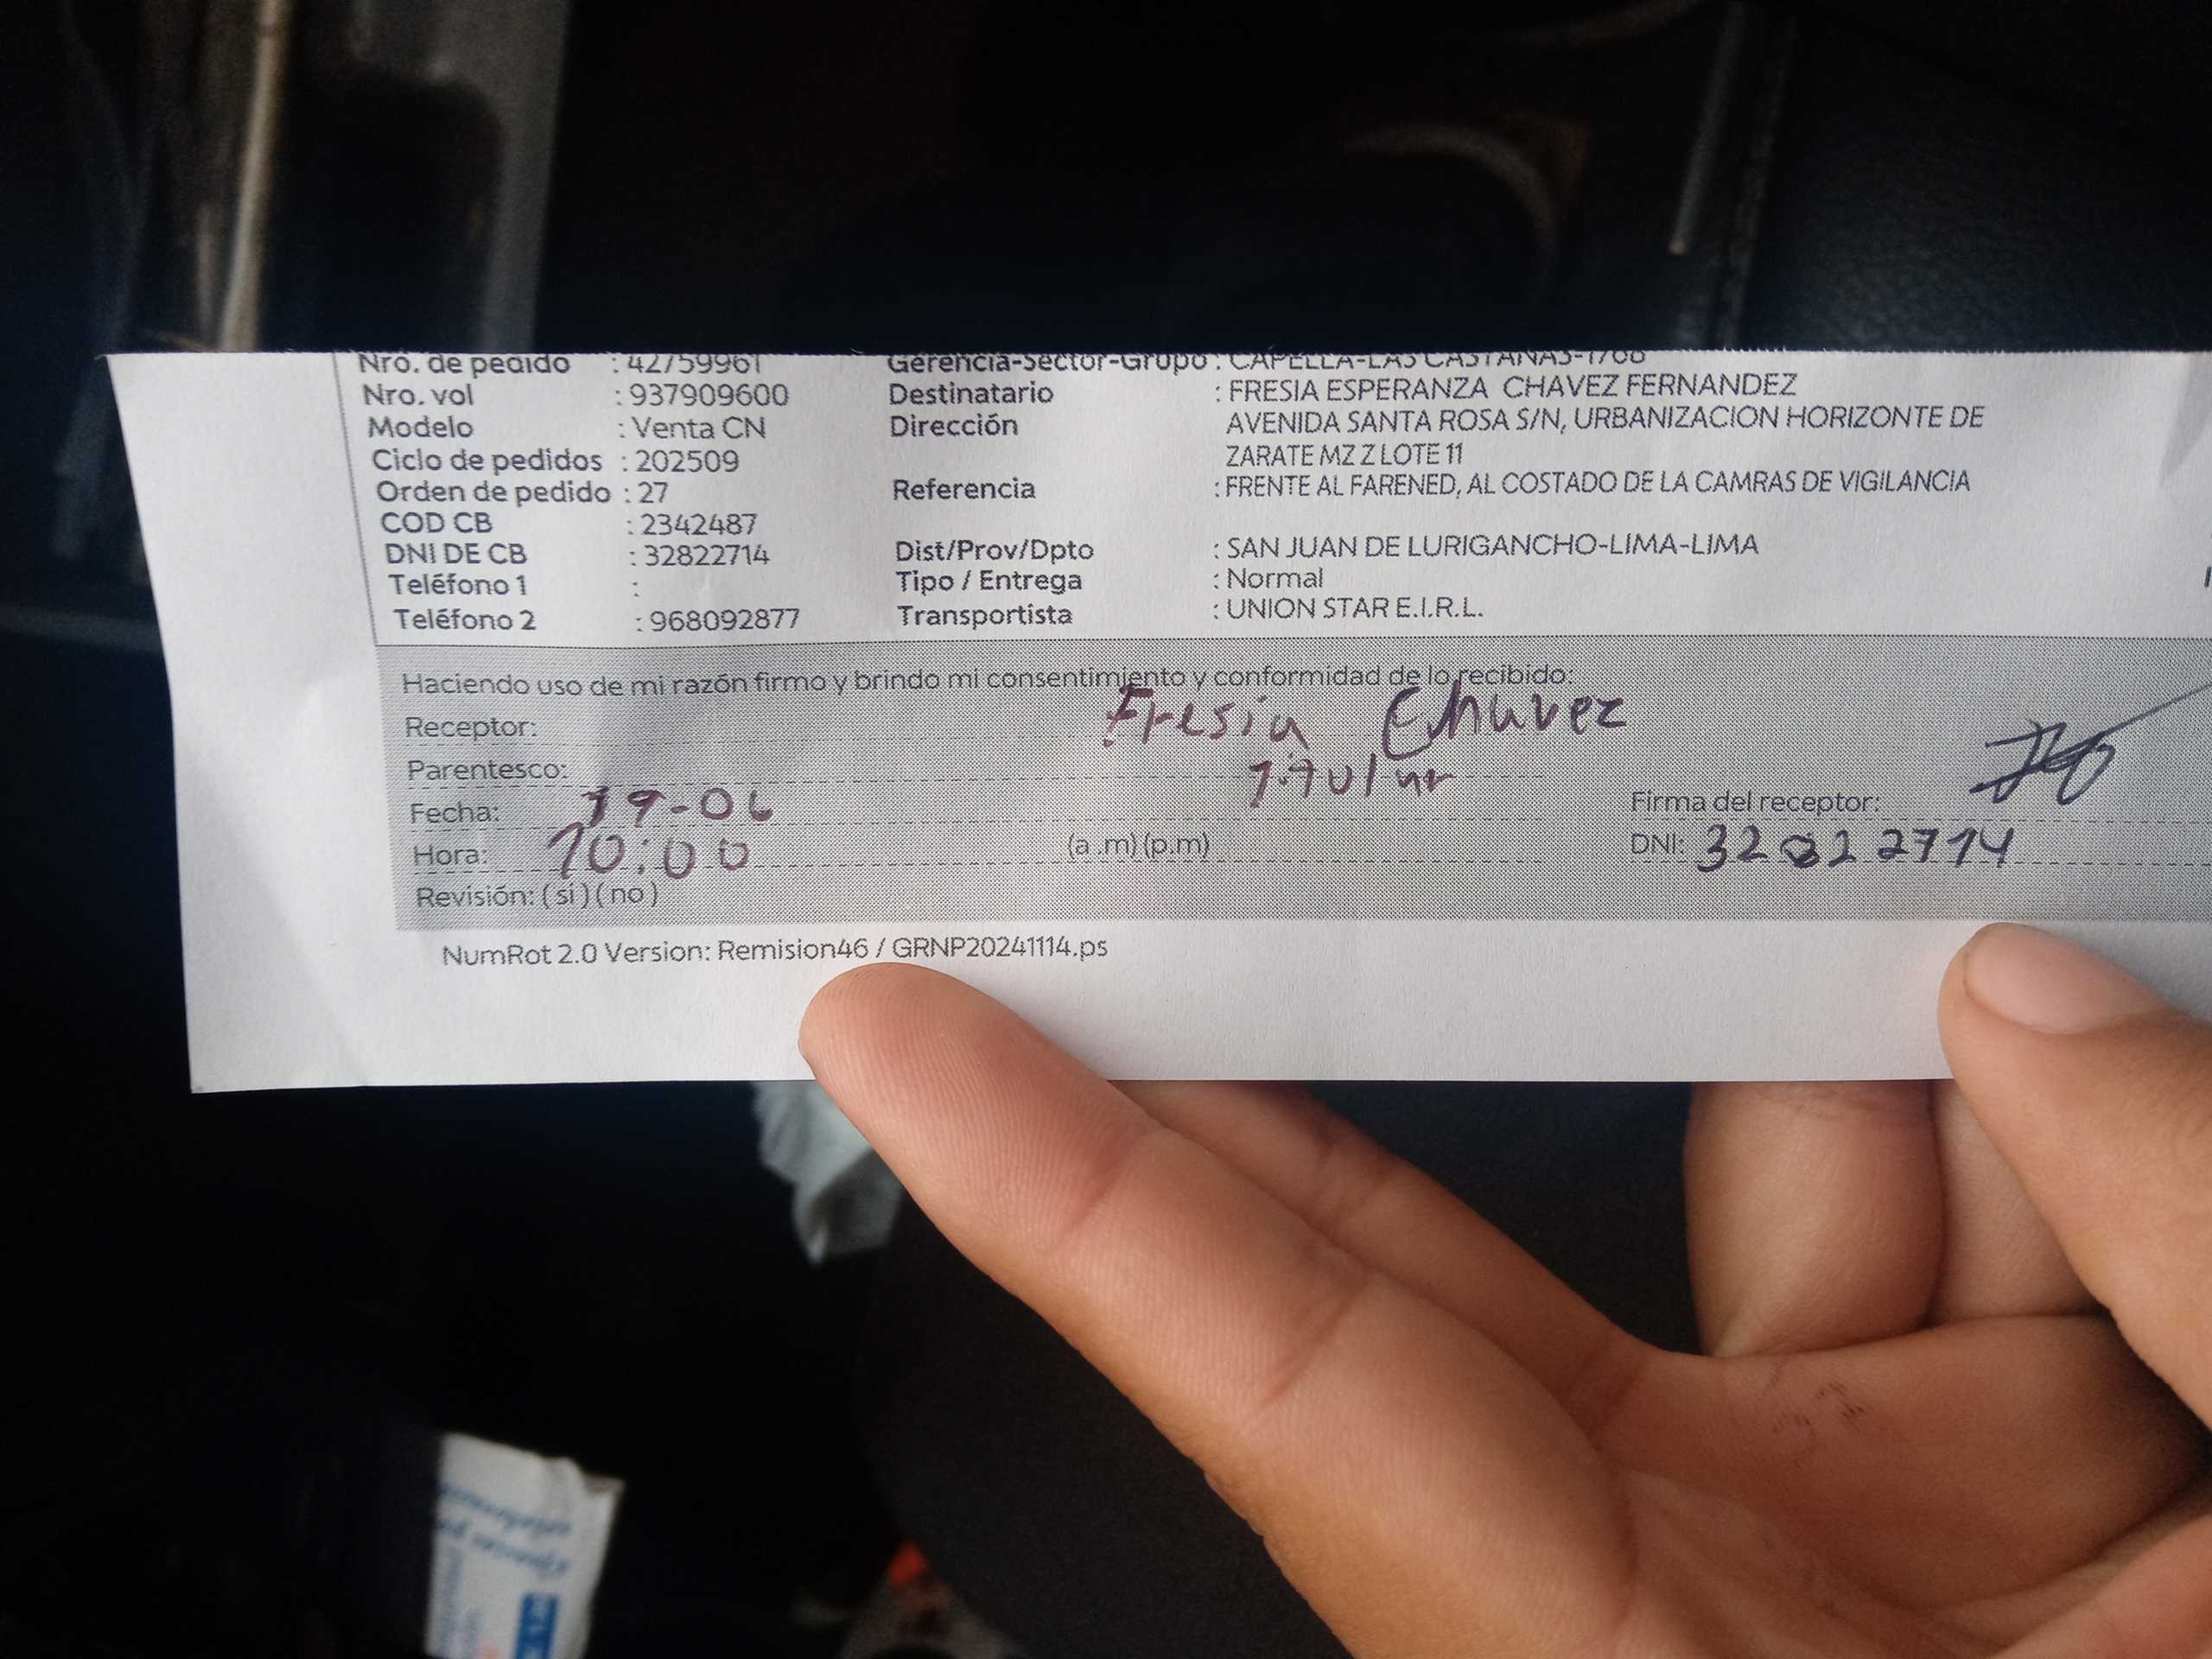 Nro. de pedido : 42759961 Gerencia-Sector-Grupo : CAPELLA-LAS CASTAÑAS-1760
Nro. vol : 937909600 Destinatario : FRESIA ESPERANZA CHAVEZ FERNANDEZ
Modelo : Venta CN Dirección AVENIDA SANTA ROSA S/N, URBANIZACION HORIZONTE DE
Ciclo de pedidos : 202509 ZARATE MZ Z LOTE 11
Orden de pedido : 27 Referencia : FRENTE AL FARENED, AL COSTADO DE LA CAMRAS DE VIGILANCIA
COD CB : 2342487
DNI DE CB : 32822714 Dist/Prov/Dpto : SAN JUAN DE LURIGANCHO-LIMA-LIMA
Teléfono 1 : Tipo / Entrega : Normal
Teléfono 2 : 968092877 Transportista : UNION STAR E.I.R.L.
Haciendo uso de mi razón firmo y brindo mi consentimiento y conformidad de lo recibido:
Receptor: Fresia Chavez
Parentesco: Titular
Fecha: 19-06 Firma del receptor:
Hora: 10:00 (a .m) (p.m) DNI: 32822714
Revisión: ( si ) ( no )
NumRot 2.0 Version: Remision46 / GRNP20241114.ps